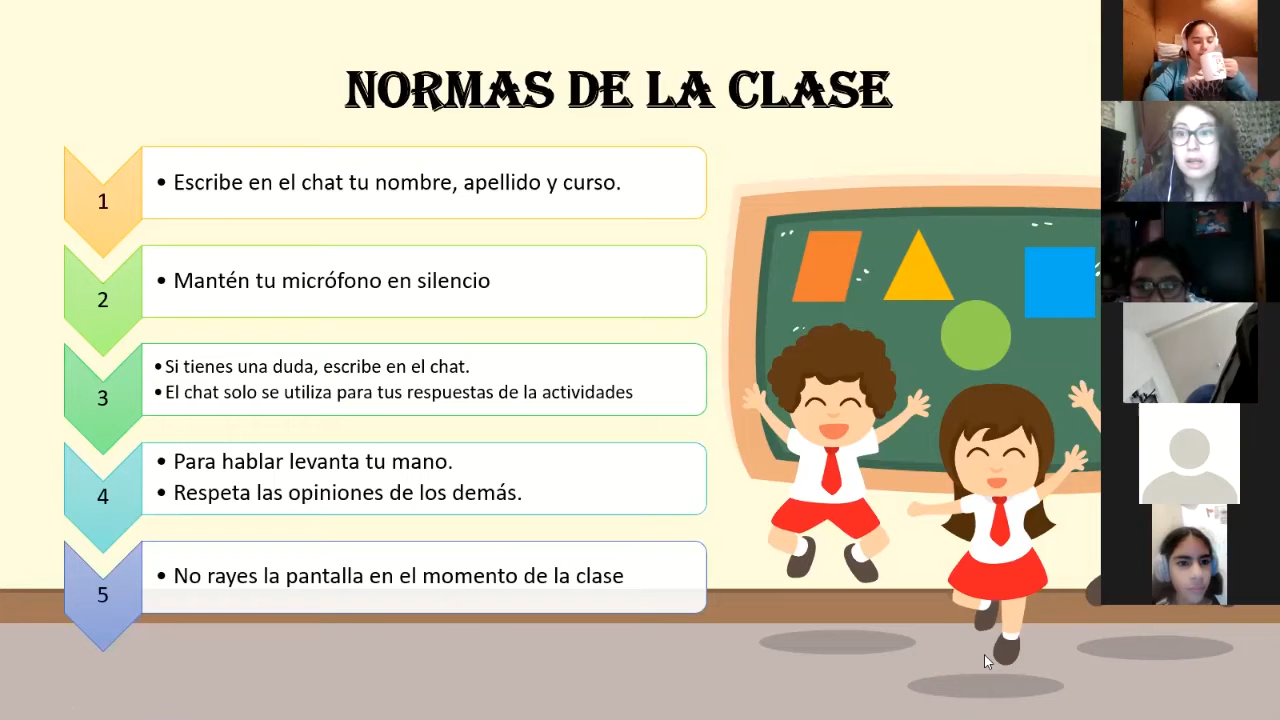 NORMAS DE LA CLASE
1
• Escribe en el chat tu nombre, apellido y curso.
2
• Mantén tu micrófono en silencio
3
• Si tienes una duda, escribe en el chat.
• El chat solo se utiliza para tus respuestas de la actividades
4
• Para hablar levanta tu mano.
• Respeta las opiniones de los demás.
5
• No rayes la pantalla en el momento de la clase